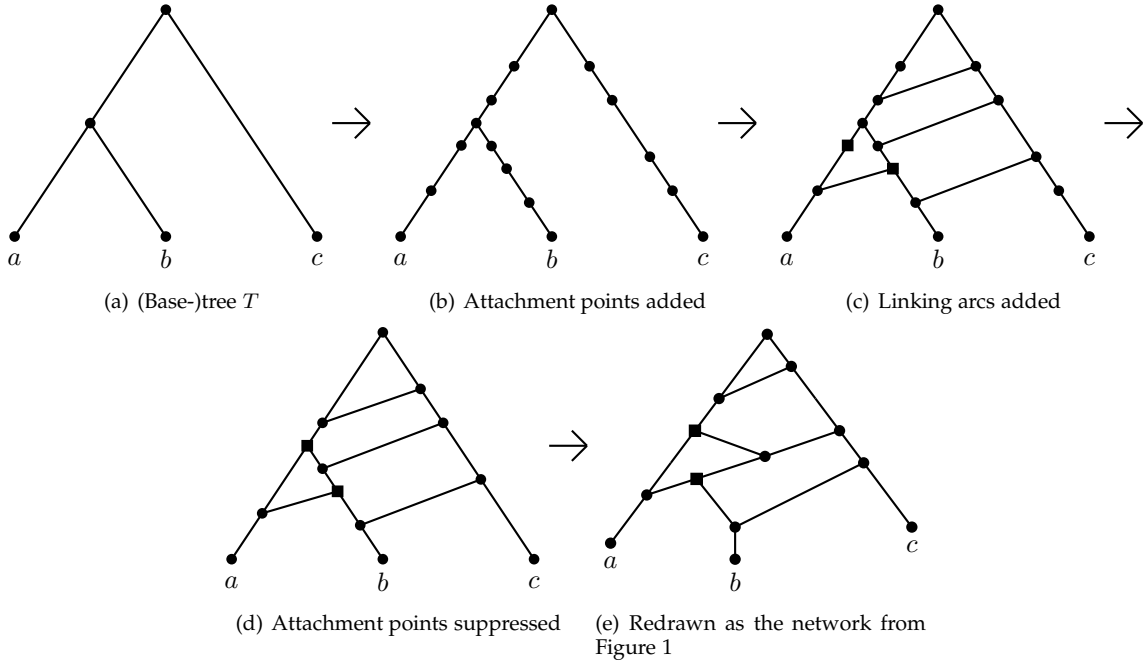 a b c
a b c
a b c
(a) (Base-)tree T
(b) Attachment points added
(c) Linking arcs added
a b c
a b c
(d) Attachment points suppressed
(e) Redrawn as the network from
Figure 1